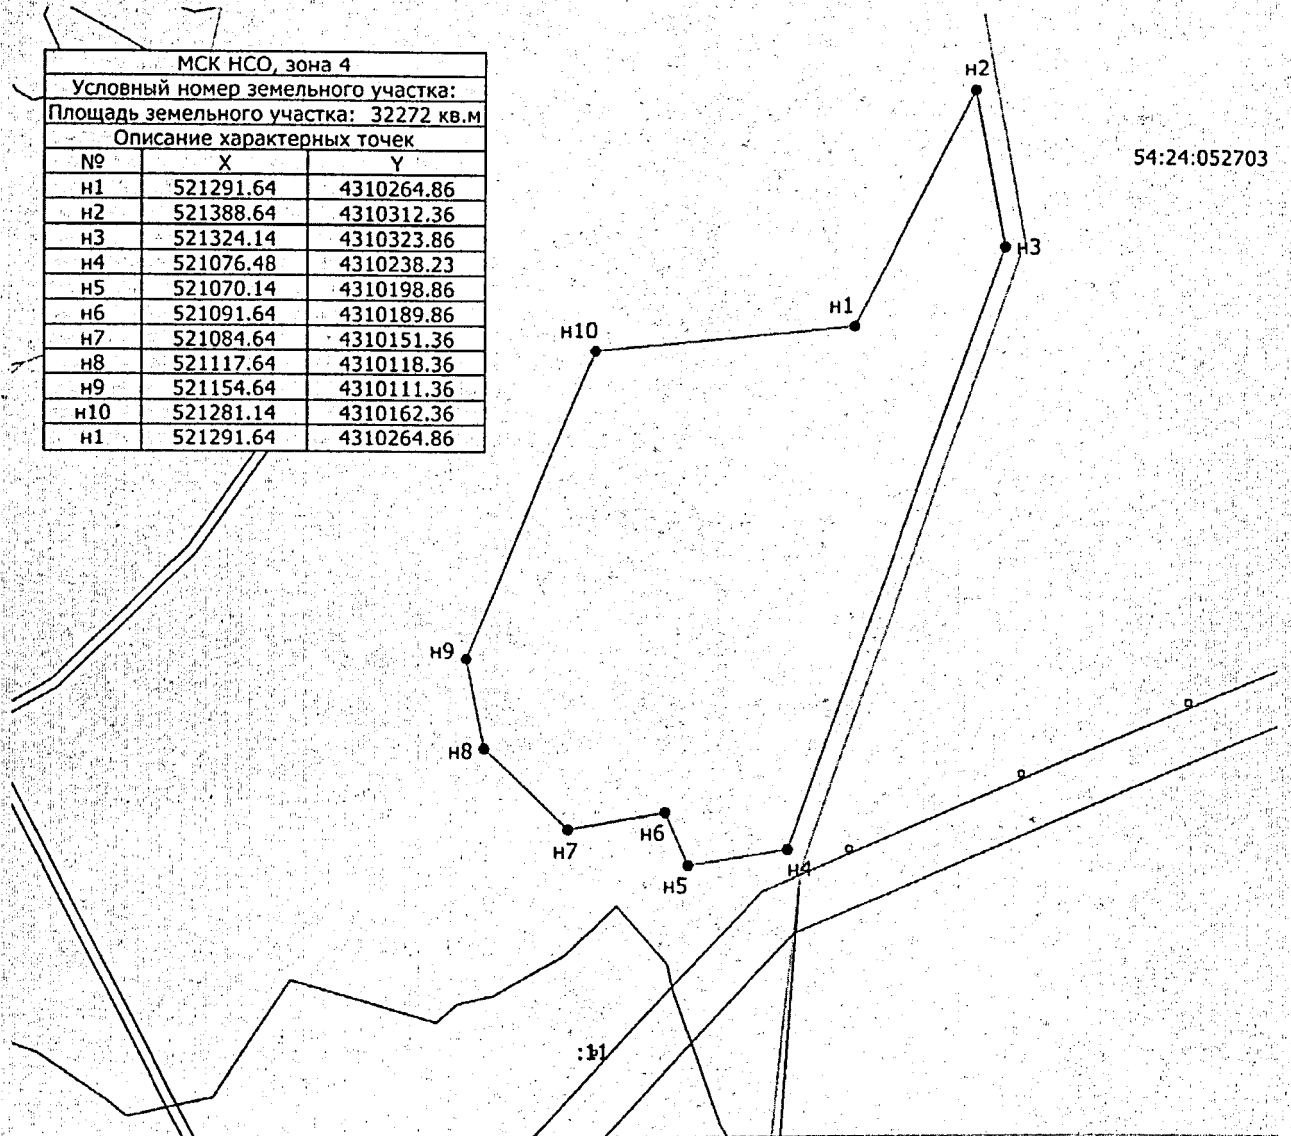 МСК НСО, зона 4
Условный номер земельного участка:
Площадь земельного участка: 32272 кв.м
Описание характерных точек
№ X Y
н1 521291.64 4310264.86
н2 521388.64 4310312.36
н3 521324.14 4310323.86
н4 521076.48 4310238.23
н5 521070.14 4310198.86
н6 521091.64 4310189.86
н7 521084.64 4310151.36
н8 521117.64 4310118.36
н9 521154.64 4310111.36
н10 521281.14 4310162.36
н1 521291.64 4310264.86
н2
54:24:052703
н3
н1
н10
н9
н8
н6
н7
н4
н5